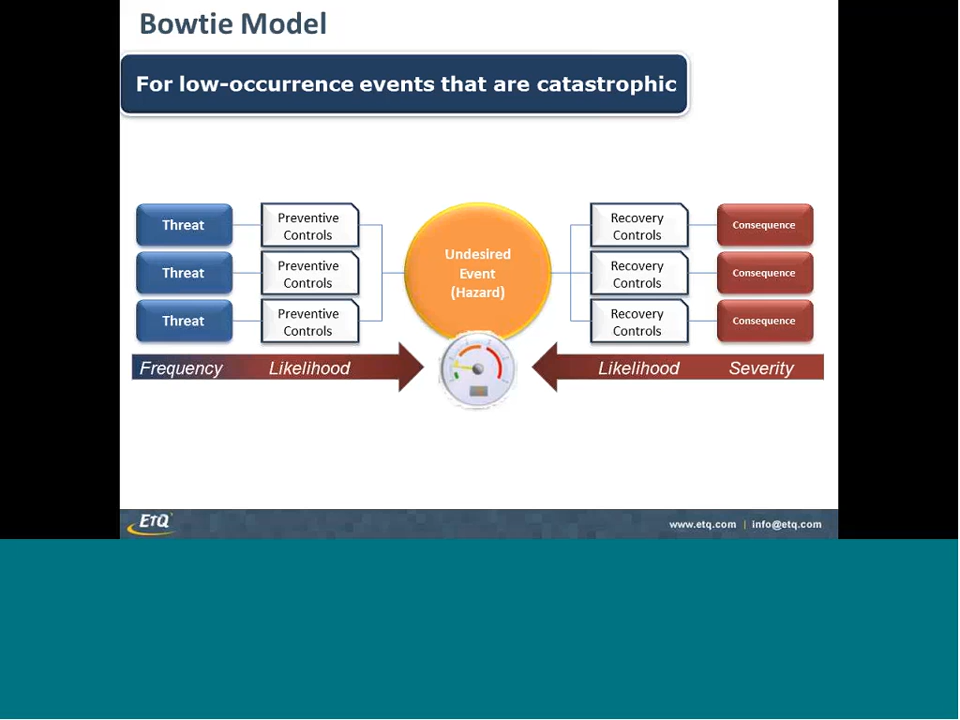 Bowtie Model
For low-occurrence events that are catastrophic
Threat
Preventive
Controls
Recovery
Controls
Consequence
Threat
Preventive
Controls
Undesired
Event
(Hazard)
Recovery
Controls
Consequence
Threat
Preventive
Controls
Recovery
Controls
Consequence
Frequency Likelihood
Likelihood Severity
ETQ
www.etq.com | info@etq.com